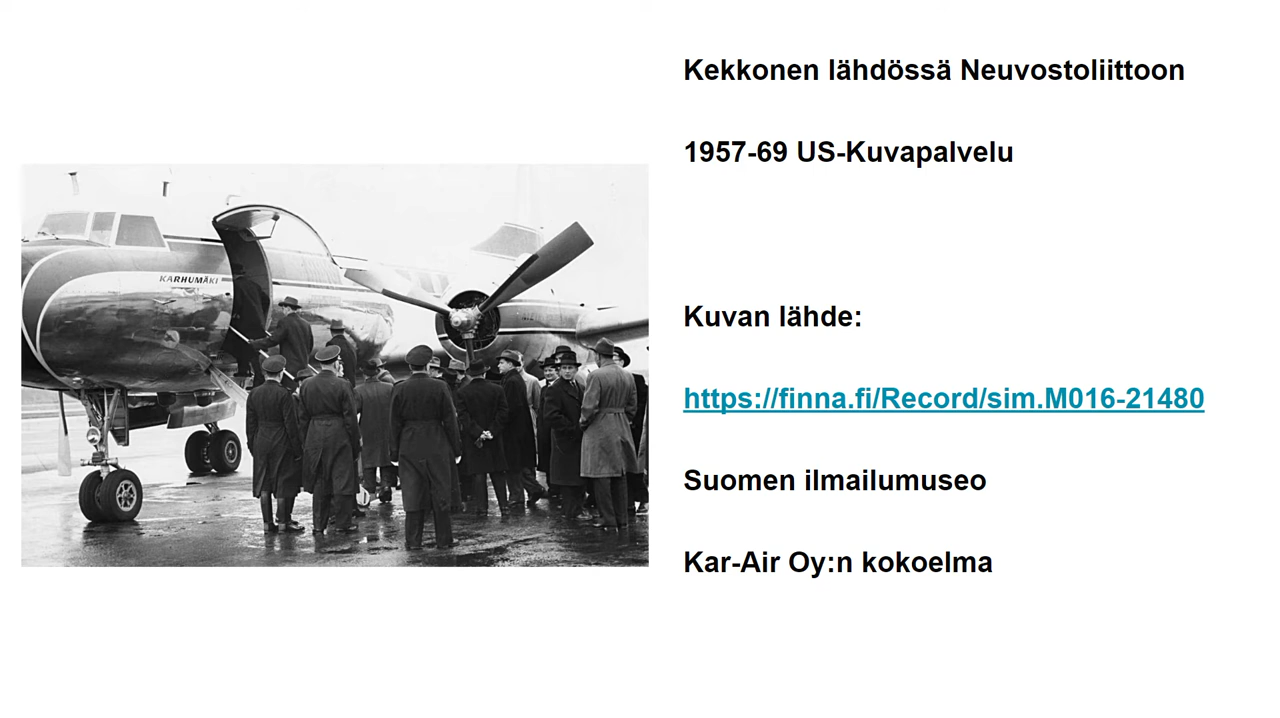 Kekkonen lähdössä Neuvostoliittoon
1957-69 US-Kuvapalvelu
KARHUMÄKI
Kuvan lähde:
https://finna.fi/Record/sim.M016-21480
Suomen ilmailumuseo
Kar-Air Oy:n kokoelma